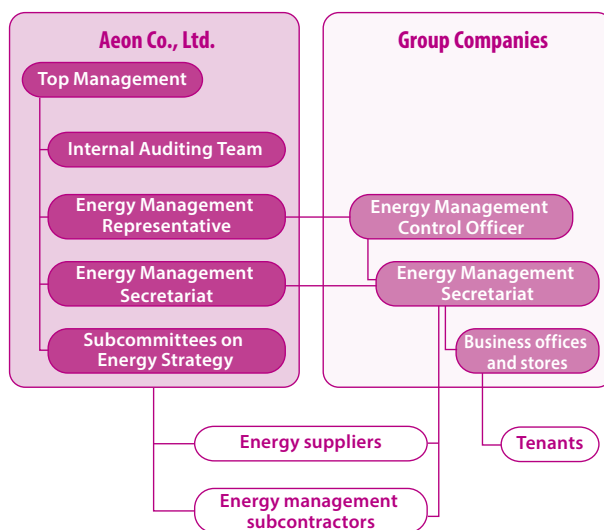 Aeon Co., Ltd.
Top Management
Internal Auditing Team
Energy Management
Representative
Energy Management
Secretariat
Subcommittees on
Energy Strategy
Group Companies
Energy Management
Control Officer
Energy Management
Secretariat
Business offices
and stores
Energy suppliers
Tenants
Energy management
subcontractors